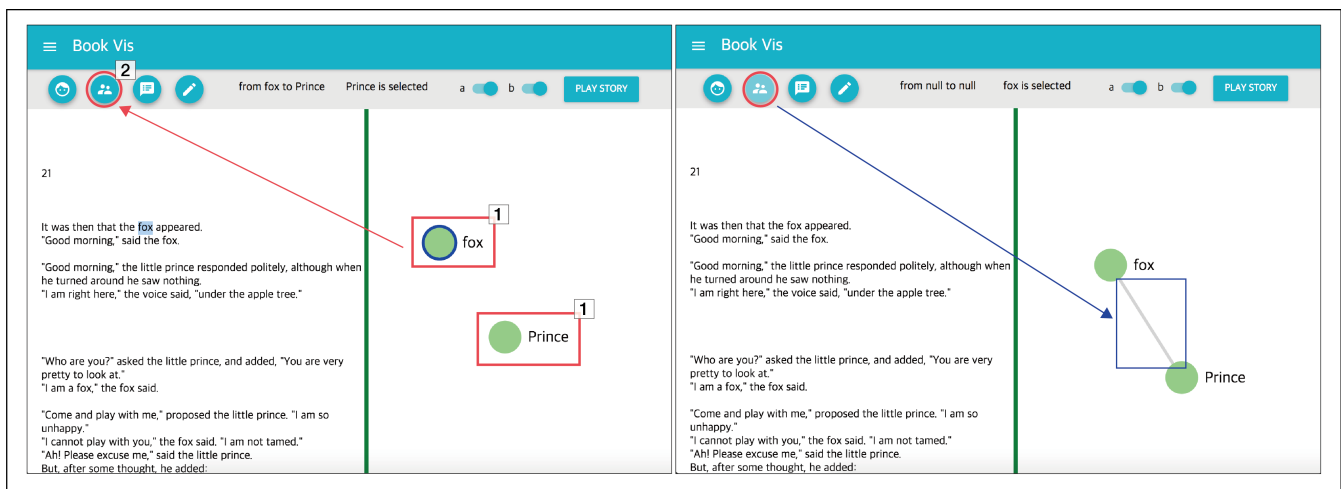 Book Vis
2
from fox to Prince Prince is selected a b PLAY STORY
21
It was then that the fox appeared.
"Good morning," said the fox.
"Good morning," the little prince responded politely, although when
he turned around he saw nothing.
"I am right here," the voice said, "under the apple tree."
"Who are you?" asked the little prince, and added, "You are very
pretty to look at."
"I am a fox," the fox said.
"Come and play with me," proposed the little prince. "I am so
unhappy."
"I cannot play with you," the fox said. "I am not tamed."
"Ah! Please excuse me," said the little prince.
But, after some thought, he added:
1
fox
1
Prince
Book Vis
from null to null fox is selected a b PLAY STORY
21
It was then that the fox appeared.
"Good morning," said the fox.
"Good morning," the little prince responded politely, although when
he turned around he saw nothing.
"I am right here," the voice said, "under the apple tree."
"Who are you?" asked the little prince, and added, "You are very
pretty to look at."
"I am a fox," the fox said.
"Come and play with me," proposed the little prince. "I am so
unhappy."
"I cannot play with you," the fox said. "I am not tamed."
"Ah! Please excuse me," said the little prince.
But, after some thought, he added:
fox
Prince